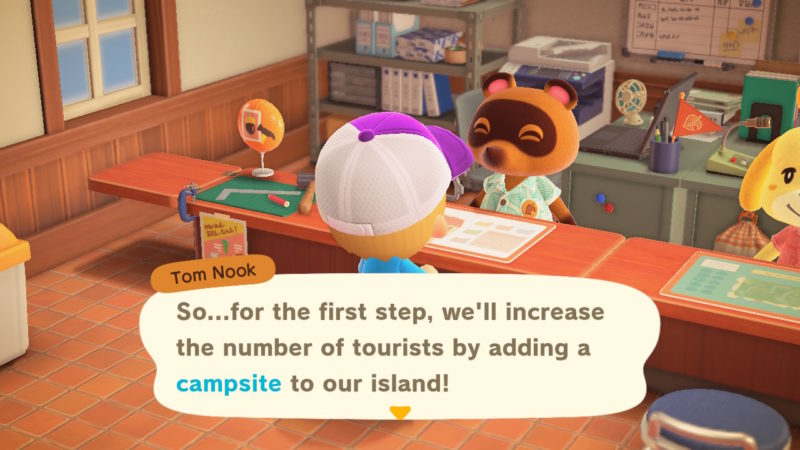 Tom Nook
So...for the first step, we'll increase
the number of tourists by adding a
campsite to our island!